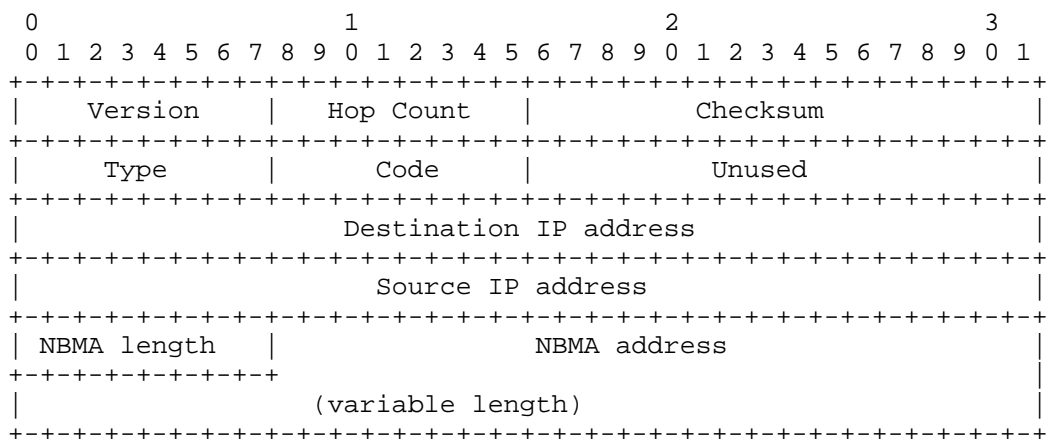 0                   1                   2                   3
 0 1 2 3 4 5 6 7 8 9 0 1 2 3 4 5 6 7 8 9 0 1 2 3 4 5 6 7 8 9 0 1
+-+-+-+-+-+-+-+-+-+-+-+-+-+-+-+-+-+-+-+-+-+-+-+-+-+-+-+-+-+-+-+-+
|    Version    |   Hop Count   |          Checksum             |
+-+-+-+-+-+-+-+-+-+-+-+-+-+-+-+-+-+-+-+-+-+-+-+-+-+-+-+-+-+-+-+-+
|     Type      |      Code     |           Unused              |
+-+-+-+-+-+-+-+-+-+-+-+-+-+-+-+-+-+-+-+-+-+-+-+-+-+-+-+-+-+-+-+-+
|                    Destination IP address                     |
+-+-+-+-+-+-+-+-+-+-+-+-+-+-+-+-+-+-+-+-+-+-+-+-+-+-+-+-+-+-+-+-+
|                      Source IP address                        |
+-+-+-+-+-+-+-+-+-+-+-+-+-+-+-+-+-+-+-+-+-+-+-+-+-+-+-+-+-+-+-+-+
| NBMA length   |                NBMA address                   |
+-+-+-+-+-+-+-+-+                                               |
|                  (variable length)                            |
+-+-+-+-+-+-+-+-+-+-+-+-+-+-+-+-+-+-+-+-+-+-+-+-+-+-+-+-+-+-+-+-+